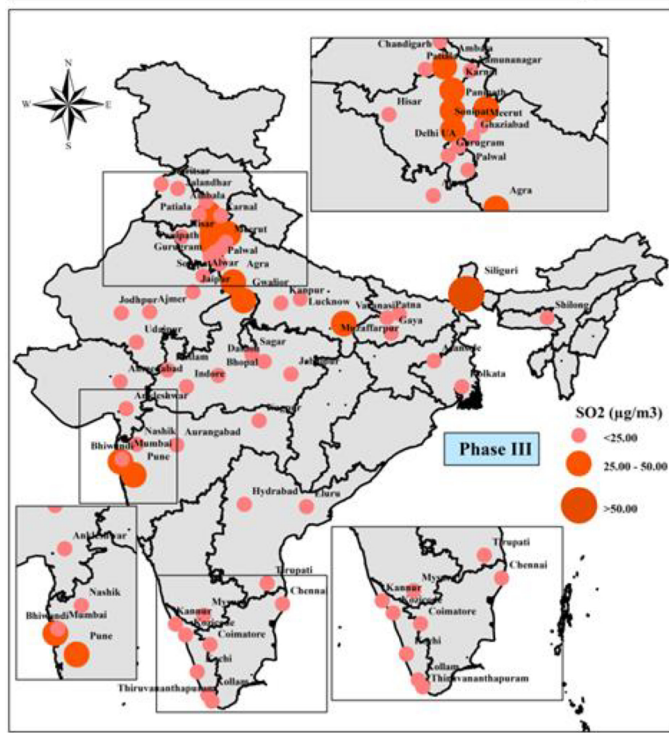 N
W E
S
Chandigarh
Ambala
Patiala
Yamunanagar
Karnal
Hisar
Panipath
Sonipat
Meerut
Ghaziabad
Delhi UA
Gurugram
Palwal
Agra
Jalandhar
Ambala
Patiala
Karnal
Hisar
Meerut
Gurugram
Palwal
Alwar
Agra
Jaipur
Gwalior
Siliguri
Kanpur
Lucknow
Varanasi
Patna
Shilong
Jodhpur
Ajmer
Muzaffarpur
Gaya
Udaipur
Sagar
Bhopal
Indore
Kolkata
Ankleshwar
SO2 (µg/m3)
<25.00
25.00 - 50.00
>50.00
Phase III
Nashik
Mumbai
Bhiwandi
Pune
Aurangabad
Hydrabad
Eluru
Ankleshwar
Nashik
Bhiwandi
Mumbai
Pune
Tirupati
Chennai
Kannur
Coimatore
Kochi
Kollam
Thiruvananthapuram
Tirupati
Chennai
Kannur
Kozicode
Coimatore
Kochi
Kollam
Thiruvananthapuram